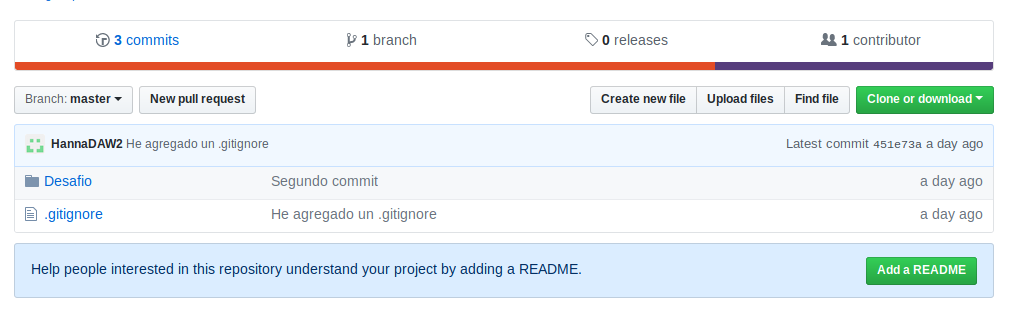 3 commits 1 branch 0 releases 1 contributor
Branch: master New pull request Create new file Upload files Find file Clone or download
HannaDAW2 He agregado un .gitignore Latest commit 451e73a a day ago
Desafio Segundo commit a day ago
.gitignore He agregado un .gitignore a day ago
Help people interested in this repository understand your project by adding a README. Add a README